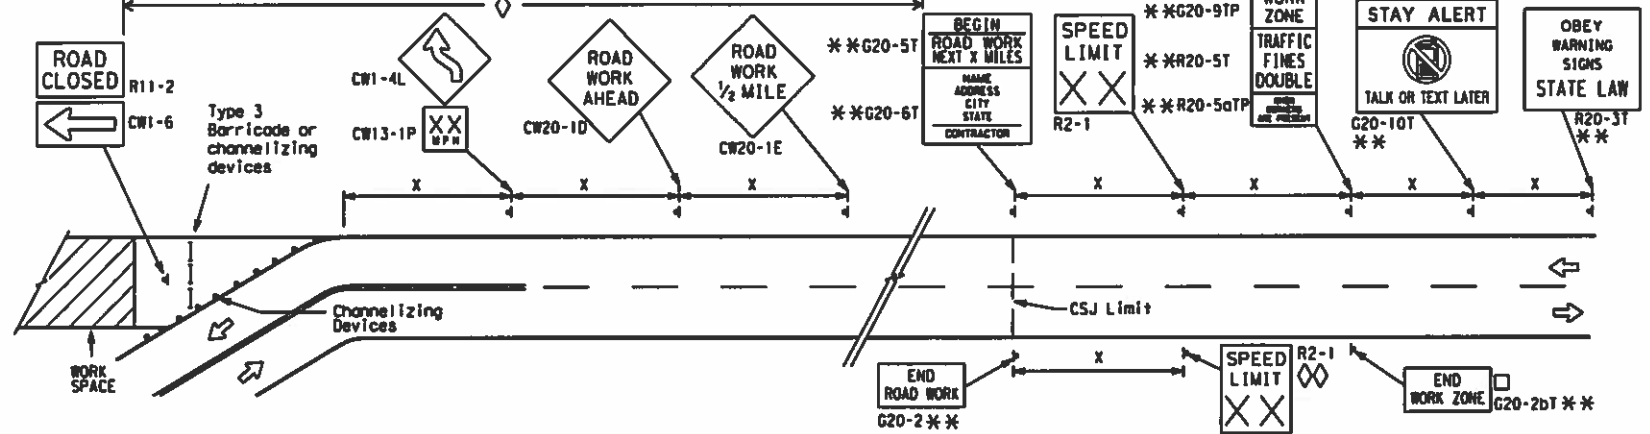 ROAD
CLOSED
R11-2
CW1-6
Type 3
Barricade or
channelizing
devices
CW1-4L
XX
MPH
CW13-1P
ROAD
WORK
AHEAD
CW20-1D
ROAD
WORK
1/2 MILE
CW20-1E
**G20-5T
**G20-6T
BEGIN
ROAD WORK
NEXT X MILES
NAME
ADDRESS
CITY
STATE
CONTRACTOR
SPEED
LIMIT
XX
R2-1
**G20-9TP
**R20-5T
**R20-5aTP
WORK
ZONE
TRAFFIC
FINES
DOUBLE
WHEN
WORKERS
ARE PRESENT
STAY ALERT
TALK OR TEXT LATER
G20-10T
**
OBEY
WARNING
SIGNS
STATE LAW
R20-3T
**
X
X
X
X
X
X
X
Channelizing
Devices
WORK
SPACE
CSJ Limit
END
ROAD WORK
G20-2**
X
SPEED
LIMIT
XX
R2-1
END
WORK ZONE
G20-2bT **